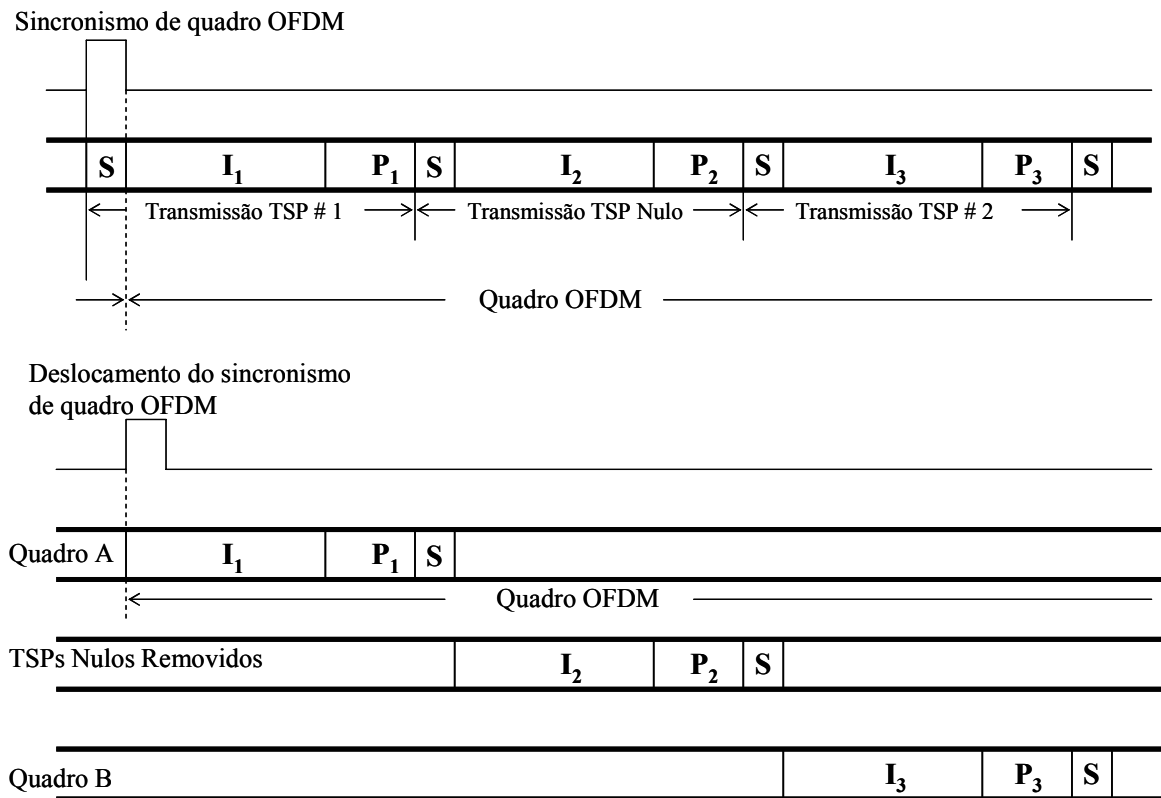 Sincronismo de quadro OFDM
S I₁ P₁ S I₂ P₂ S I₃ P₃ S
Transmissão TSP # 1 Transmissão TSP Nulo Transmissão TSP # 2
Quadro OFDM
Deslocamento do sincronismo
de quadro OFDM
Quadro A I₁ P₁ S
Quadro OFDM
TSPs Nulos Removidos I₂ P₂ S
Quadro B I₃ P₃ S